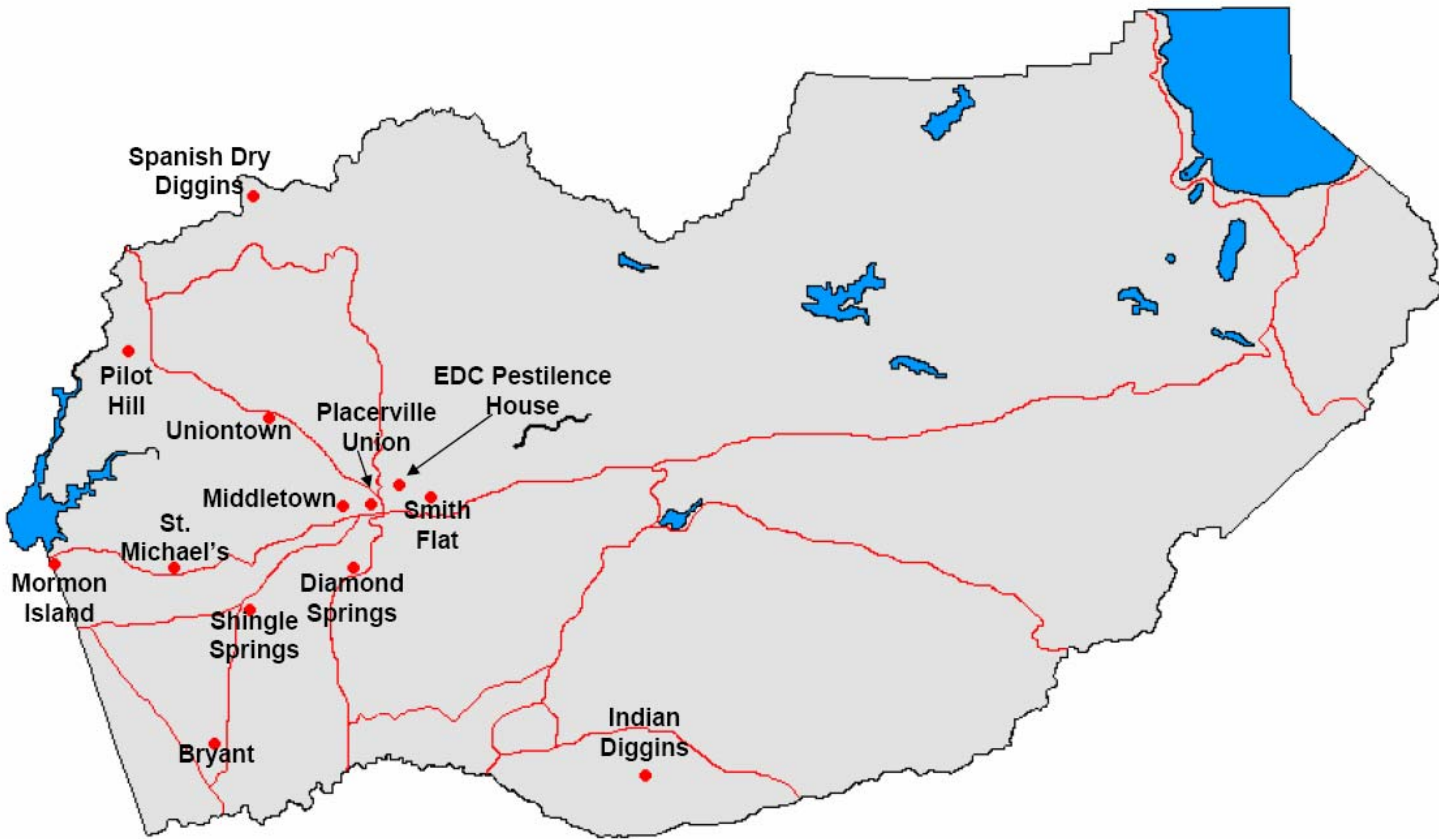 Spanish Dry
Diggins
Pilot
Hill
EDC Pestilence
House
Placerville
Union
Uniontown
Middletown
Smith
Flat
St.
Michael's
Mormon
Island
Diamond
Springs
Shingle
Springs
Indian
Diggins
Bryant